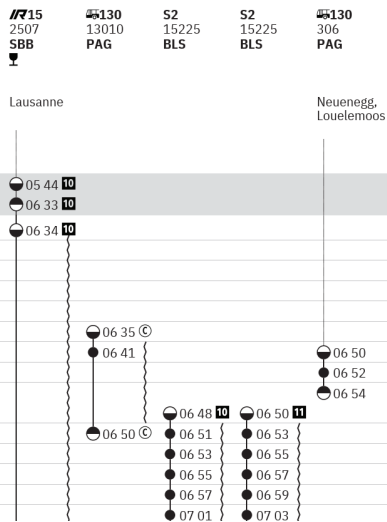 IR15 130 S2 S2 130
2507 13010 15225 15225 306
SBB PAG BLS BLS PAG
Lausanne Neuenegg,
Louelemoos
05 44 10
06 33 10
06 34 10
06 35 C
06 41 06 50
06 52
06 54
06 48 10 06 50 11
06 50 C 06 51 06 53
06 53 06 55
06 55 06 57
06 57 06 59
07 01 07 03